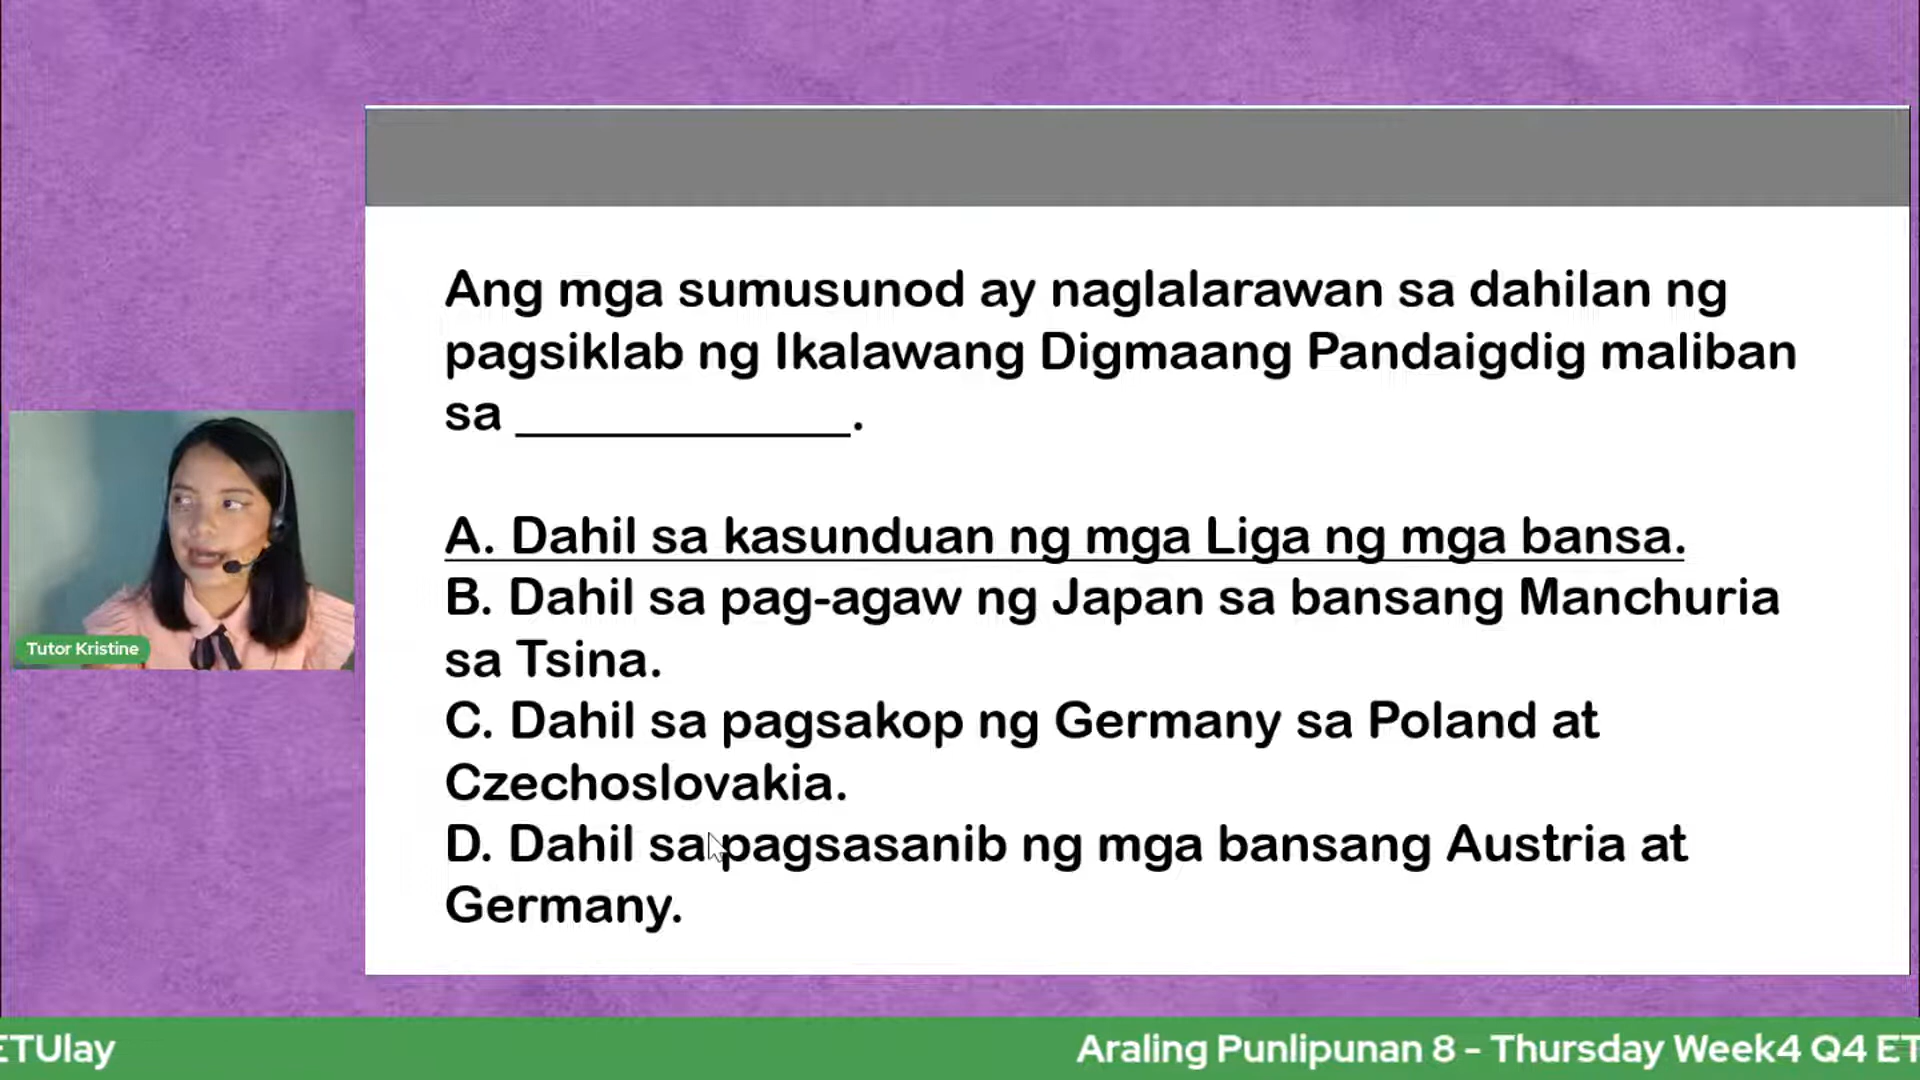 Ang mga sumusunod ay naglalarawan sa dahilan ng
pagsiklab ng Ikalawang Digmaang Pandaigdig maliban
sa _____________.
A. Dahil sa kasunduan ng mga Liga ng mga bansa.
B. Dahil sa pag-agaw ng Japan sa bansang Manchuria
sa Tsina.
C. Dahil sa pagsakop ng Germany sa Poland at
Czechoslovakia.
D. Dahil sa pagsasanib ng mga bansang Austria at
Germany.
Tutor Kristine
ETUlay
Araling Punlipunan 8 - Thursday Week4 Q4 ET